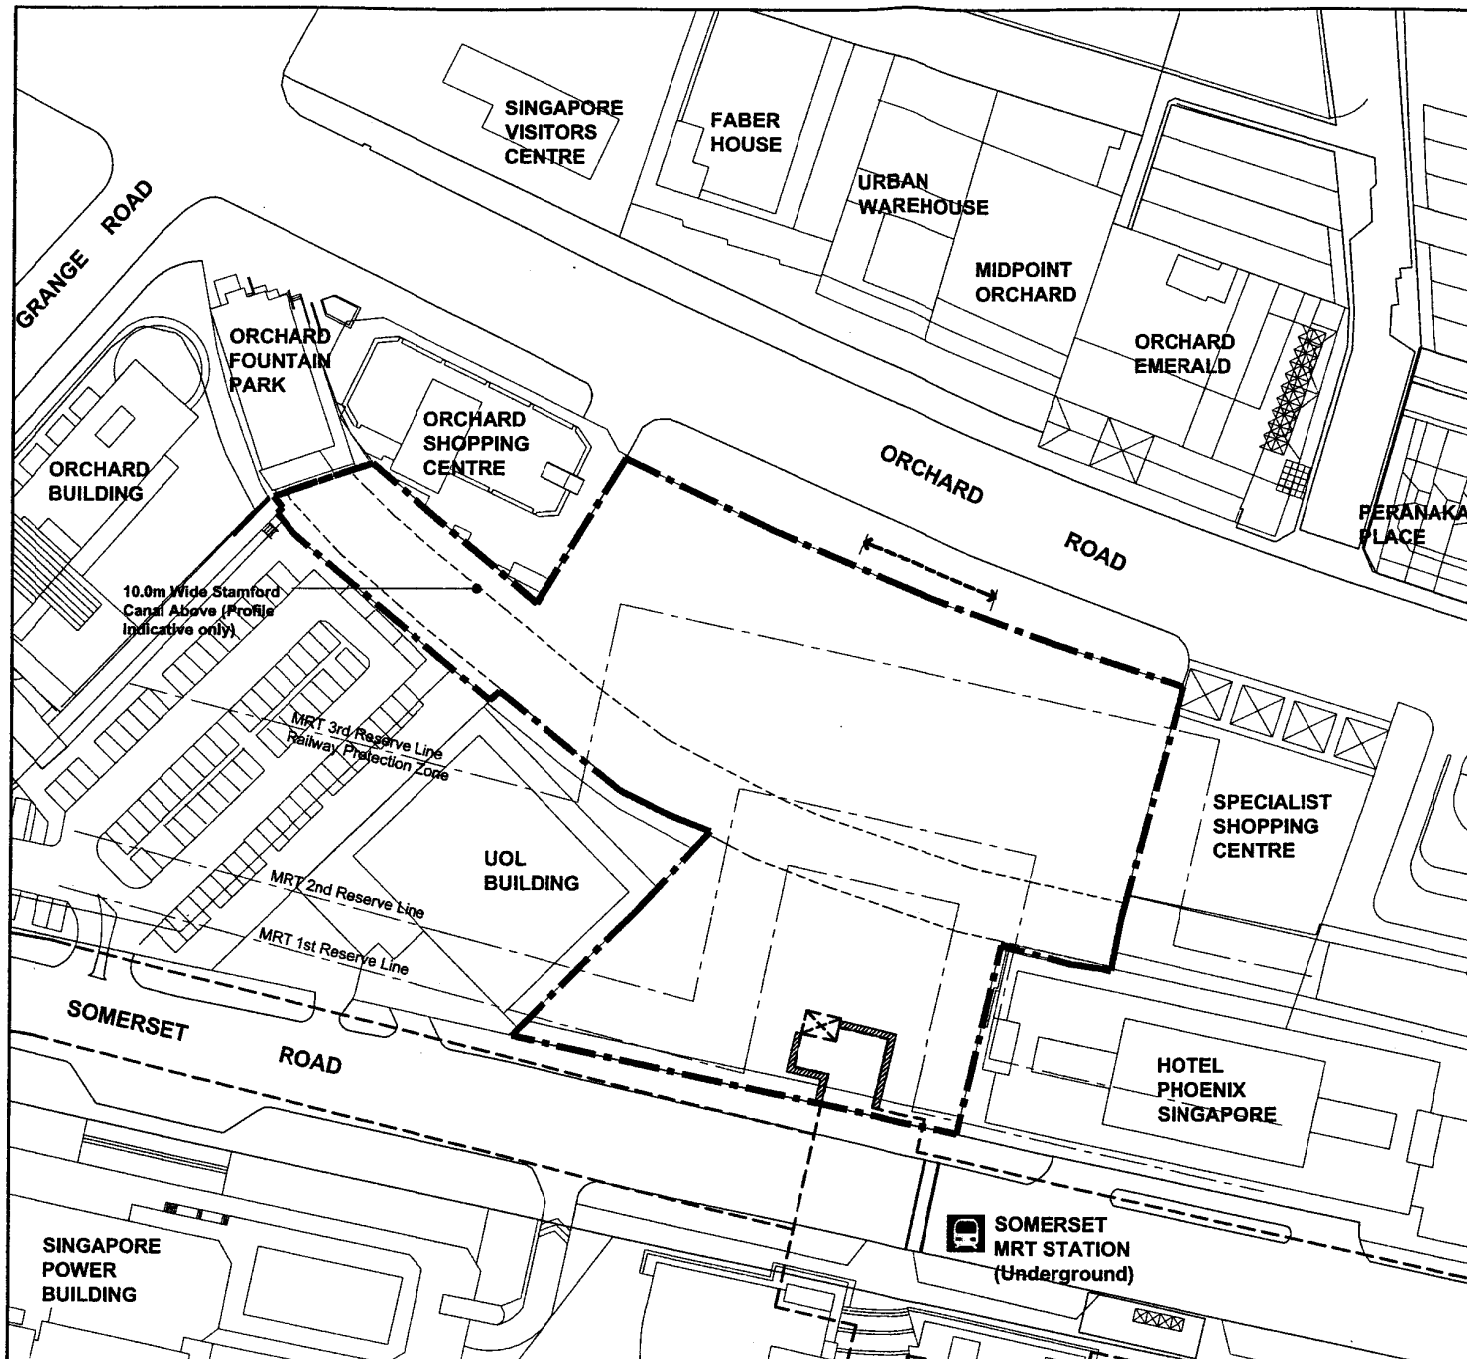 SINGAPORE
VISITORS
CENTRE
FABER
HOUSE
URBAN
WAREHOUSE
MIDPOINT
ORCHARD
ORCHARD
EMERALD
GRANGE ROAD
ORCHARD
FOUNTAIN
PARK
ORCHARD
SHOPPING
CENTRE
ORCHARD
BUILDING
ORCHARD ROAD
PERANAKA
PLACE
10.0m Wide Stamford
Canal Above (Profile
indicative only)
MRT 3rd Reserve Line
Railway Protection Zone
SPECIALIST
SHOPPING
CENTRE
UOL
BUILDING
MRT 2nd Reserve Line
MRT 1st Reserve Line
SOMERSET ROAD
HOTEL
PHOENIX
SINGAPORE
SOMERSET
MRT STATION
(Underground)
SINGAPORE
POWER
BUILDING